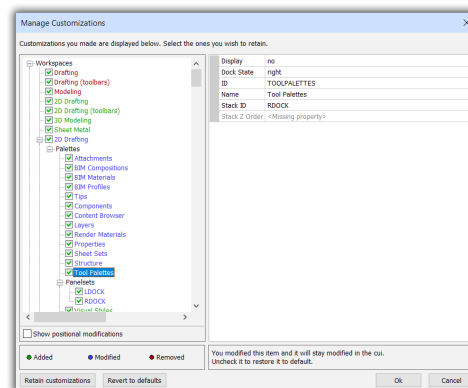 Manage Customizations
Customizations you made are displayed below. Select the ones you wish to retain.
Workspaces
Drafting
Drafting (toolbars)
Modeling
2D Drafting
2D Drafting (toolbars)
3D Modeling
Sheet Metal
2D Drafting
Palettes
Attachments
BIM Compositions
BIM Materials
BIM Profiles
Tips
Components
Content Browser
Layers
Render Materials
Properties
Sheet Sets
Structure
Tool Palettes
Panelsets
LDOCK
RDOCK
Visual Styles
Display no
Dock State right
ID TOOLPALETTES
Name Tool Palettes
Stack ID RDOCK
Stack Z Order <Missing property>
Show positional modifications
Added Modified Removed
You modified this item and it will stay modified in the cui.
Uncheck it to restore it to default.
Retain customizations Revert to defaults Ok Cancel